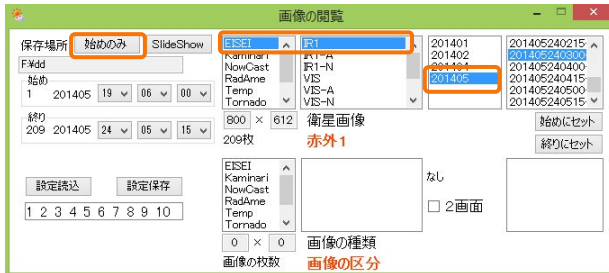 画像の閲覧
保存場所 始めのみ SlideShow
F:¥dd
始め
1 201405 19 06 00
終り
209 201405 24 05 15
設定読込 設定保存
1 2 3 4 5 6 7 8 9 10
EISEI
Kaminari
NowCast
RadAme
Temp
Tornado
800 × 612 衛星画像
209枚 赤外1
IR1
IR1-A
IR1-N
VIS
VIS-A
VIS-N
201401
201402
201404
201405
201405240215
201405240300
201405240400
201405240415
201405240500
201405240515
始めにセット
終りにセット
EISEI
Kaminari
NowCast
RadAme
Temp
Tornado
なし
2画面
0 × 0 画像の種類
画像の枚数 画像の区分